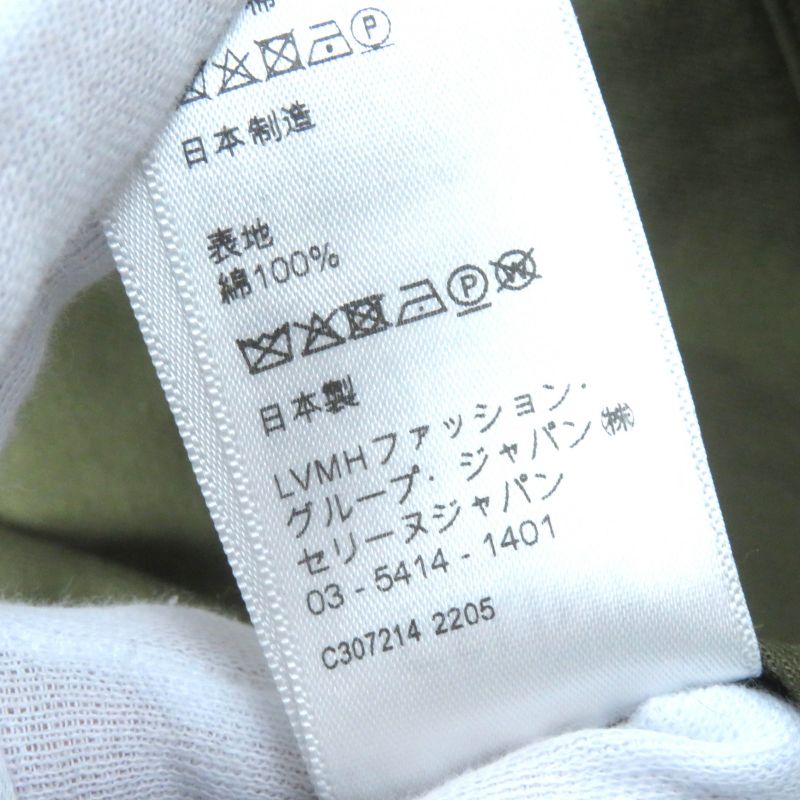 日本制造
表地
綿100%
日本製
LVMHファッション・
グループ・ジャパン㈱
セリーヌジャパン
03 - 5414 - 1401
C307214 2205